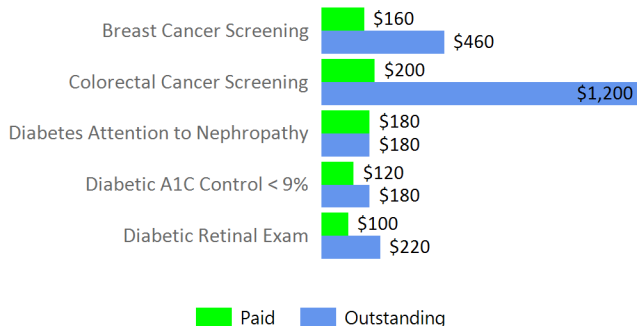 Breast Cancer Screening
$160
$460
Colorectal Cancer Screening
$200
$1,200
Diabetes Attention to Nephropathy
$180
$180
Diabetic A1C Control < 9%
$120
$180
Diabetic Retinal Exam
$100
$220
Paid
Outstanding